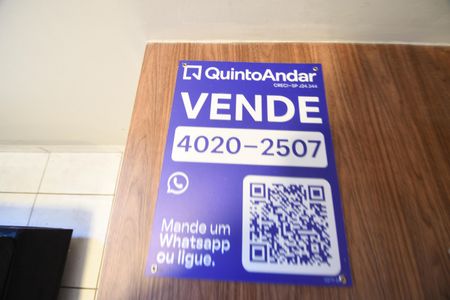 QuintoAndar
CRECI-SP J24.344
VENDE
4020-2507
Mande um
Whatsapp
ou ligue.